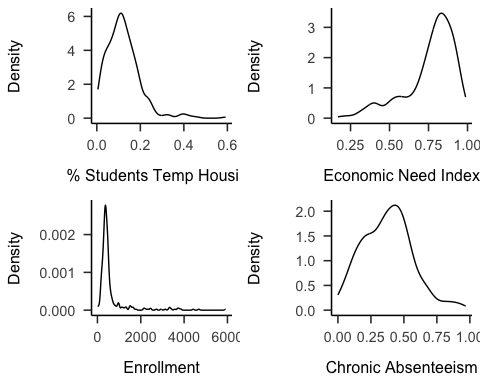 Density
6
4
2
0
0.0 0.2 0.4 0.6
% Students Temp Housi
Density
3
2
1
0
0.25 0.50 0.75 1.00
Economic Need Index
Density
0.002
0.001
0.000
0 2000 4000 6000
Enrollment
Density
2.0
1.5
1.0
0.5
0.0
0.00 0.25 0.50 0.75 1.00
Chronic Absenteeism